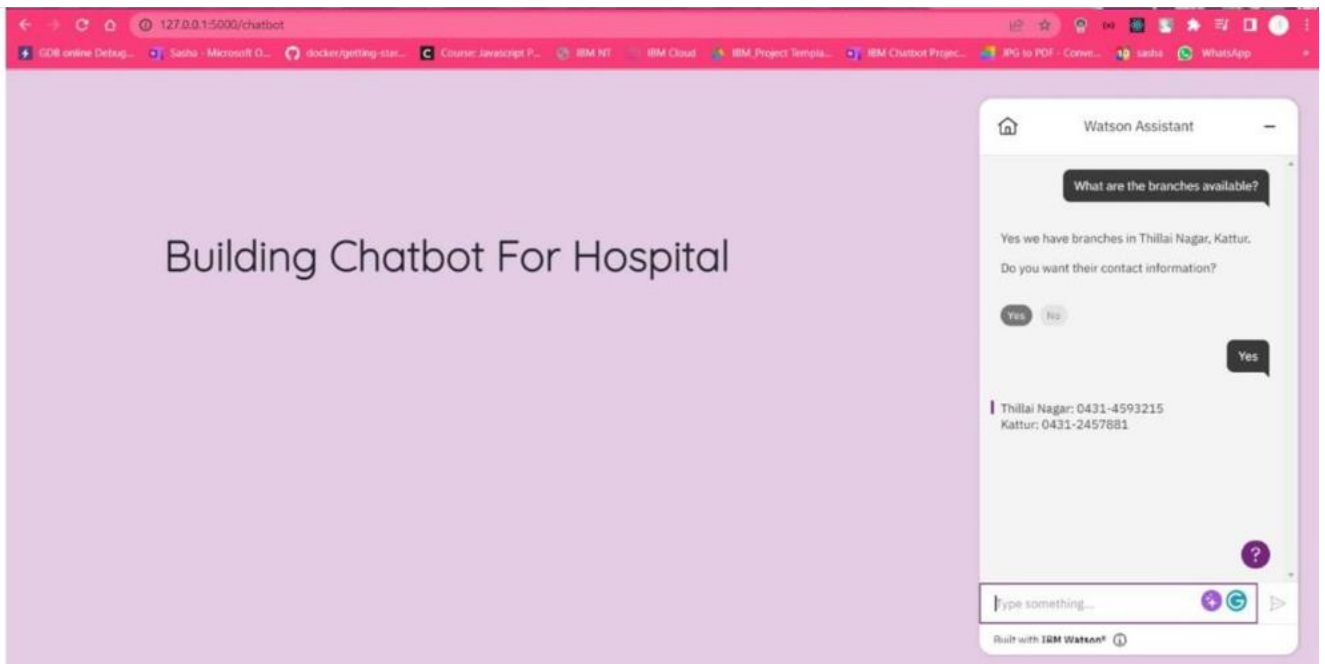 127.0.0.1:5000/chatbot
GDB online Debug... Sasha - Microsoft O... docker/getting-star... Course: Javascript P... IBM NT IBM Cloud IBM_Project Templa... IBM Chatbot Projec... JPG to PDF - Conve... sasha WhatsApp
Watson Assistant
What are the branches available?
Building Chatbot For Hospital
Yes we have branches in Thillai Nagar, Kattur.
Do you want their contact information?
Yes No
Yes
Thillai Nagar: 0431-4593215
Kattur: 0431-2457881
?
Type something...
Built with IBM Watson®